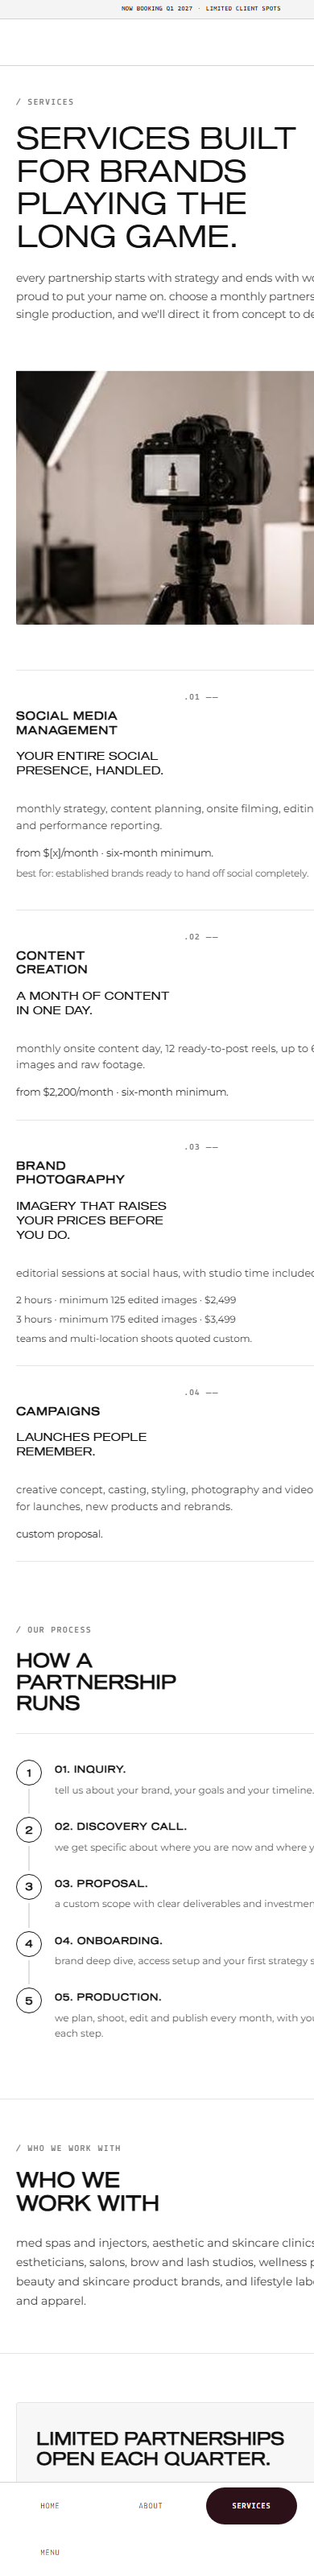 NOW BOOKING Q1 2027 · LIMITED CLIENT SPOTS
/ SERVICES
SERVICES BUILT
FOR BRANDS
PLAYING THE
LONG GAME.
every partnership starts with strategy and ends with
proud to put your name on. choose a monthly
single production, and we'll direct it from concept to
.01 ——
SOCIAL MEDIA
MANAGEMENT
YOUR ENTIRE SOCIAL
PRESENCE, HANDLED.
monthly strategy, content planning, onsite filming,
and performance reporting.
from $[x]/month · six-month minimum.
best for: established brands ready to hand off social completely.
.02 ——
CONTENT
CREATION
A MONTH OF CONTENT
IN ONE DAY.
monthly onsite content day, 12 ready-to-post reels, up to
images and raw footage.
from $2,200/month · six-month minimum.
.03 ——
BRAND
PHOTOGRAPHY
IMAGERY THAT RAISES
YOUR PRICES BEFORE
YOU DO.
editorial sessions at social haus, with studio time included
2 hours · minimum 125 edited images · $2,499
3 hours · minimum 175 edited images · $3,499
teams and multi-location shoots quoted custom.
.04 ——
CAMPAIGNS
LAUNCHES PEOPLE
REMEMBER.
creative concept, casting, styling, photography and video
for launches, new products and rebrands.
custom proposal.
/ OUR PROCESS
HOW A
PARTNERSHIP
RUNS
1
01. INQUIRY.
tell us about your brand, your goals and your timeline.
2
02. DISCOVERY CALL.
we get specific about where you are now and where
3
03. PROPOSAL.
a custom scope with clear deliverables and
4
04. ONBOARDING.
brand deep dive, access setup and your first strategy
5
05. PRODUCTION.
we plan, shoot, edit and publish every month, with
each step.
/ WHO WE WORK WITH
WHO WE
WORK WITH
med spas and injectors, aesthetic and skincare
estheticians, salons, brow and lash studios, wellness
beauty and skincare product brands, and lifestyle
and apparel.
LIMITED PARTNERSHIPS
OPEN EACH QUARTER.
HOME
ABOUT
SERVICES
MENU